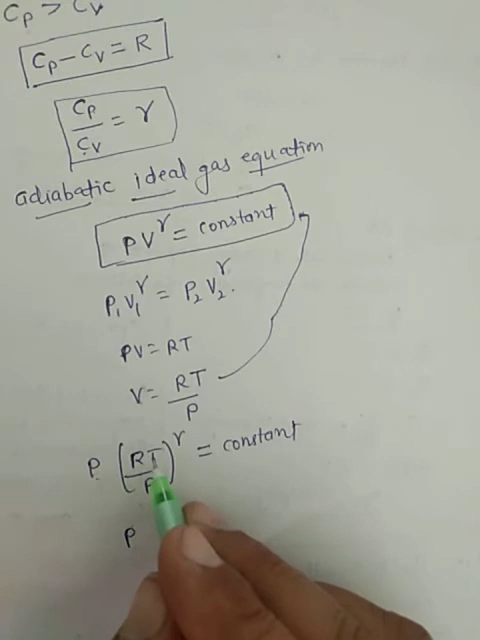 Cp > Cv
Cp - Cv = R
Cp/Cv = γ
adiabatic ideal gas equation
PV^γ = constant
P₁V₁^γ = P₂V₂^γ.
PV = RT
V = RT/P
P (RT/P)^γ = constant
P